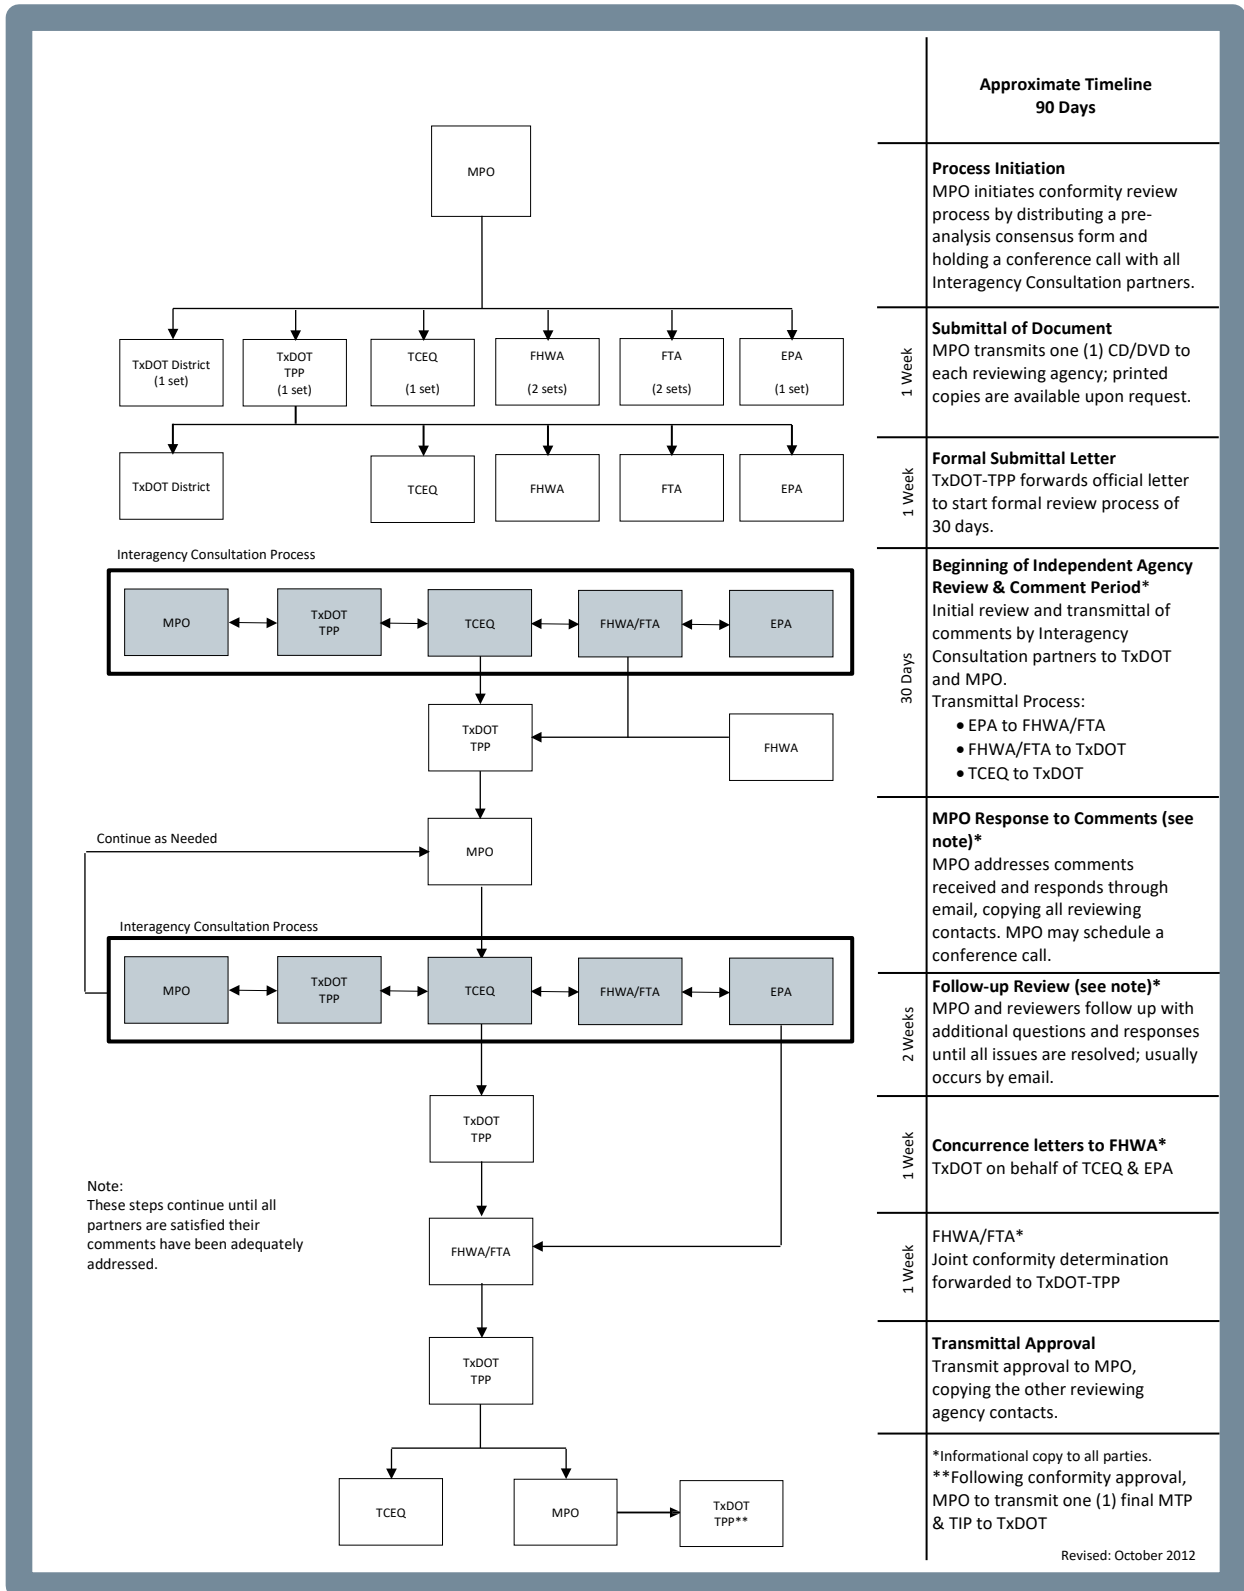 Approximate Timeline
90 Days
MPO
Process Initiation
MPO initiates conformity review
process by distributing a pre-
analysis consensus form and
holding a conference call with all
Interagency Consultation partners.
TxDOT District
(1 set)
TxDOT
TPP
(1 set)
TCEQ
(1 set)
FHWA
(2 sets)
FTA
(2 sets)
EPA
(1 set)
1 Week
Submittal of Document
MPO transmits one (1) CD/DVD to
each reviewing agency; printed
copies are available upon request.
TxDOT District
TCEQ
FHWA
FTA
EPA
1 Week
Formal Submittal Letter
TxDOT-TPP forwards official letter
to start formal review process of
30 days.
Interagency Consultation Process
MPO
TxDOT
TPP
TCEQ
FHWA/FTA
EPA
TxDOT
TPP
FHWA
30 Days
Beginning of Independent Agency
Review & Comment Period*
Initial review and transmittal of
comments by Interagency
Consultation partners to TxDOT
and MPO.
Transmittal Process:
• EPA to FHWA/FTA
• FHWA/FTA to TxDOT
• TCEQ to TxDOT
Continue as Needed
MPO
MPO Response to Comments (see
note)*
MPO addresses comments
received and responds through
email, copying all reviewing
contacts. MPO may schedule a
conference call.
Interagency Consultation Process
MPO
TxDOT
TPP
TCEQ
FHWA/FTA
EPA
2 Weeks
Follow-up Review (see note)*
MPO and reviewers follow up with
additional questions and responses
until all issues are resolved; usually
occurs by email.
TxDOT
TPP
1 Week
Concurrence letters to FHWA*
TxDOT on behalf of TCEQ & EPA
Note:
These steps continue until all
partners are satisfied their
comments have been adequately
addressed.
FHWA/FTA
1 Week
FHWA/FTA*
Joint conformity determination
forwarded to TxDOT-TPP
TxDOT
TPP
Transmittal Approval
Transmit approval to MPO,
copying the other reviewing
agency contacts.
TCEQ
MPO
TxDOT
TPP**
*Informational copy to all parties.
**Following conformity approval,
MPO to transmit one (1) final MTP
& TIP to TxDOT
Revised: October 2012